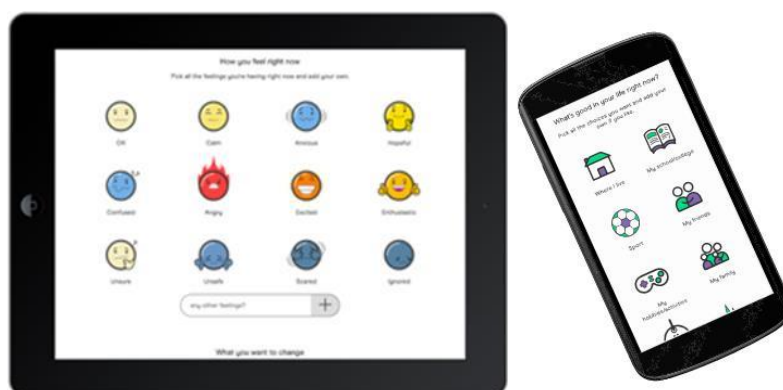 How you feel right now
Pick all the feelings you're having right now and add your own.
OK
Calm
Anxious
Hopeful
Confused
Angry
Excited
Enthusiastic
Unsure
Unsafe
Scared
Ignored
any other feelings?
What you want to change
What's good in your life right now?
Pick all the choices you want and add your
own if you like.
Where I live
My school/college
Sport
My friends
My
hobbies/activities
My family